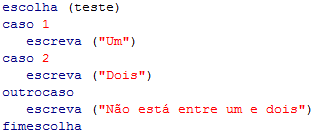 escolha (teste)
caso 1
escreva ("Um")
caso 2
escreva ("Dois")
outrocaso
escreva ("Não está entre um e dois")
fimescolha